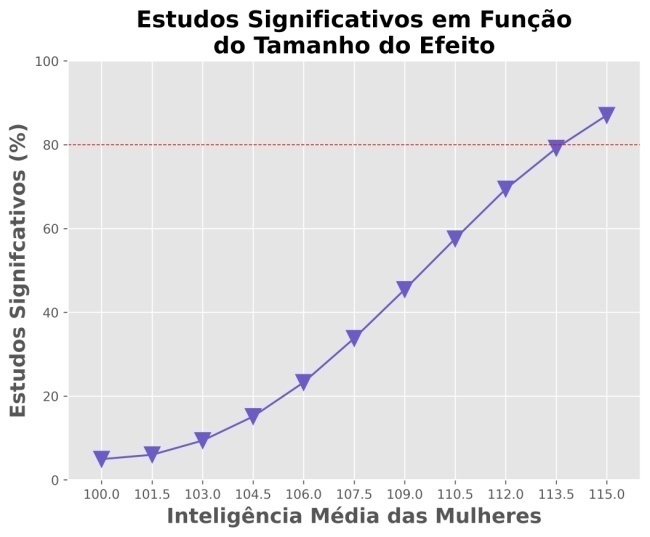 Estudos Significativos em Função
do Tamanho do Efeito
Estudos Signifcativos (%)
100
80
60
40
20
0
100.0 101.5 103.0 104.5 106.0 107.5 109.0 110.5 112.0 113.5 115.0
Inteligência Média das Mulheres